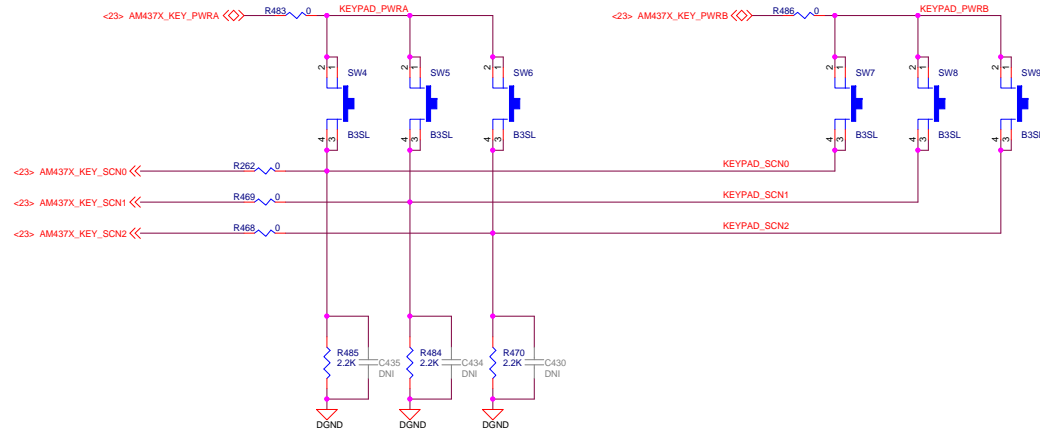 <23> AM437X_KEY_PWRA
R483
0
KEYPAD_PWRA
<23> AM437X_KEY_PWRB
R486
0
KEYPAD_PWRB
2
1
SW4
2
1
SW5
2
1
SW6
2
1
SW7
2
1
SW8
2
1
SW9
4
3
B3SL
4
3
B3SL
4
3
B3SL
4
3
B3SL
4
3
B3SL
4
3
B3SL
<23> AM437X_KEY_SCN0
R262
0
KEYPAD_SCN0
<23> AM437X_KEY_SCN1
R469
0
KEYPAD_SCN1
<23> AM437X_KEY_SCN2
R468
0
KEYPAD_SCN2
R485
2.2K
C435
DNI
R484
2.2K
C434
DNI
R470
2.2K
C430
DNI
DGND
DGND
DGND